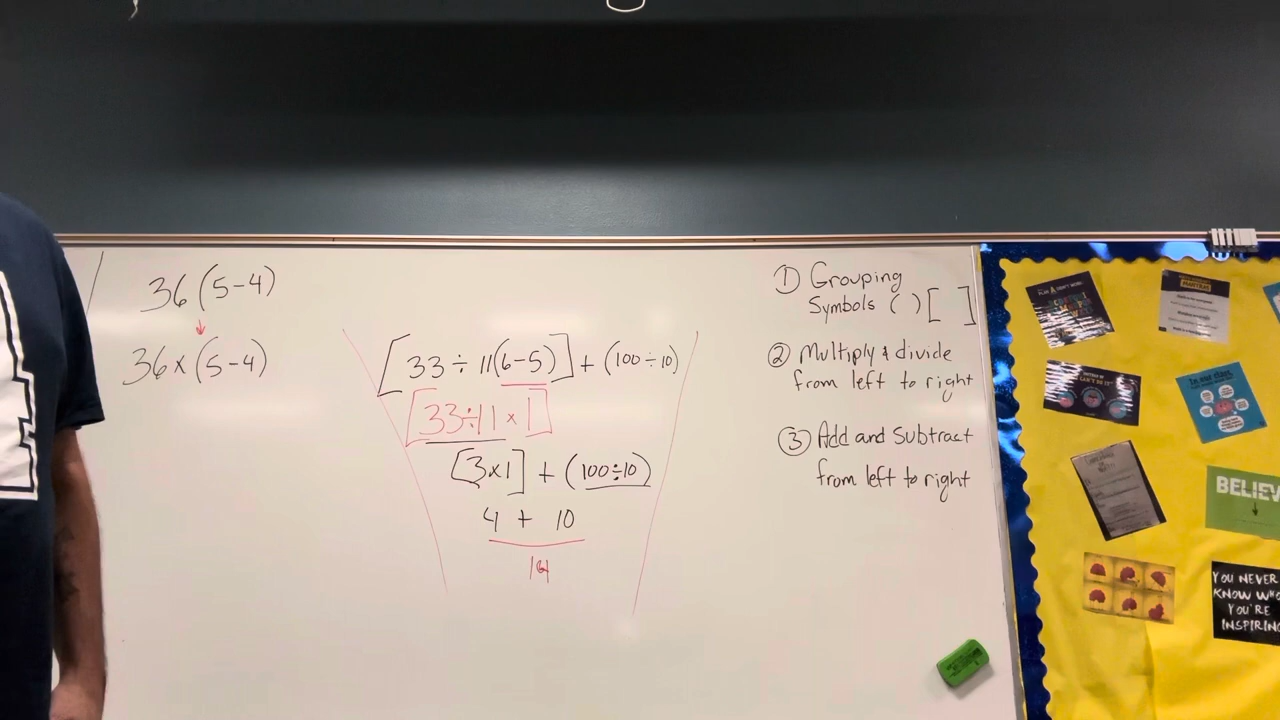 36(5-4)
36×(5-4)
[33÷11(6-5)]+(100÷10)
[33÷11×1]
[3×1]+(100÷10)
4 + 10
14
1) Grouping
Symbols ( ) [ ]
2 Multiply & divide
from left to right
3 Add and Subtract
from left to right
BELIEV
YOU NEVER
KNOW WHO
YOU'RE
INSPIRING